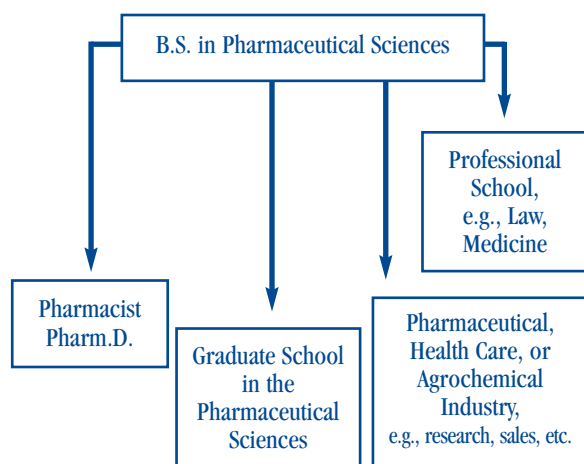 B.S. in Pharmaceutical Sciences
Professional
School,
e.g., Law,
Medicine
Pharmacist
Pharm.D.
Graduate School
in the
Pharmaceutical
Sciences
Pharmaceutical,
Health Care, or
Agrochemical
Industry,
e.g., research, sales, etc.